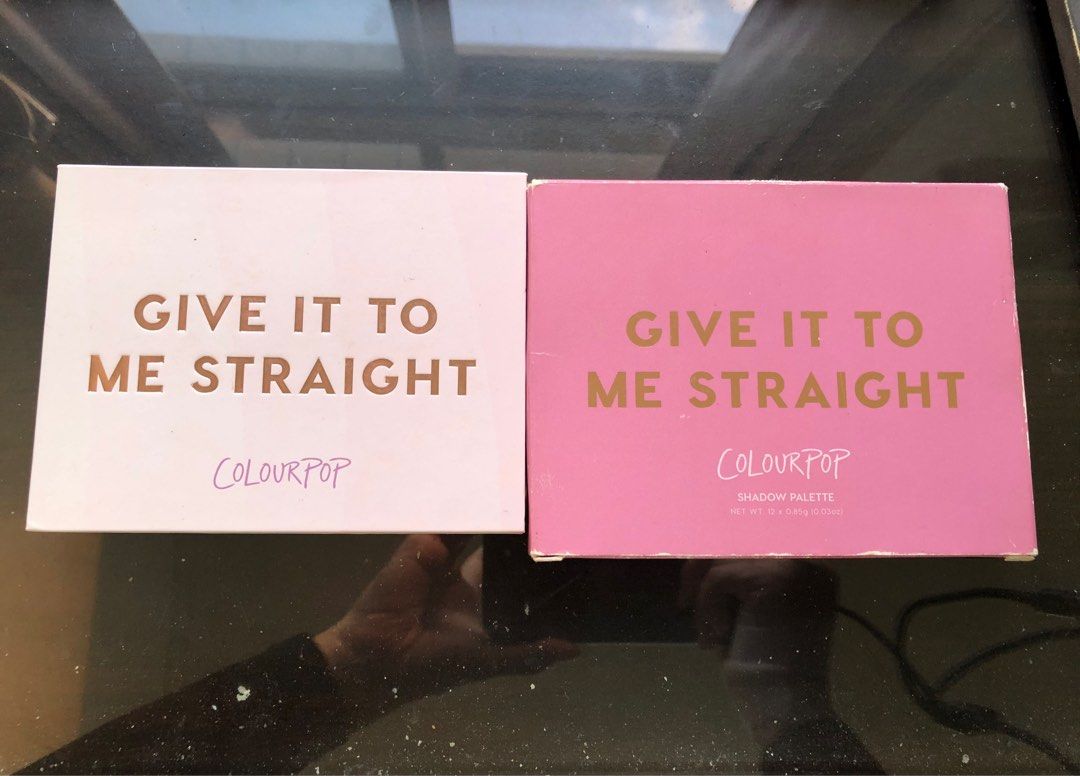 GIVE IT TO
ME STRAIGHT
COLOURPOP
GIVE IT TO
ME STRAIGHT
COLOURPOP
SHADOW PALETTE
NET WT. 12 x 0.85g (0.03oz)